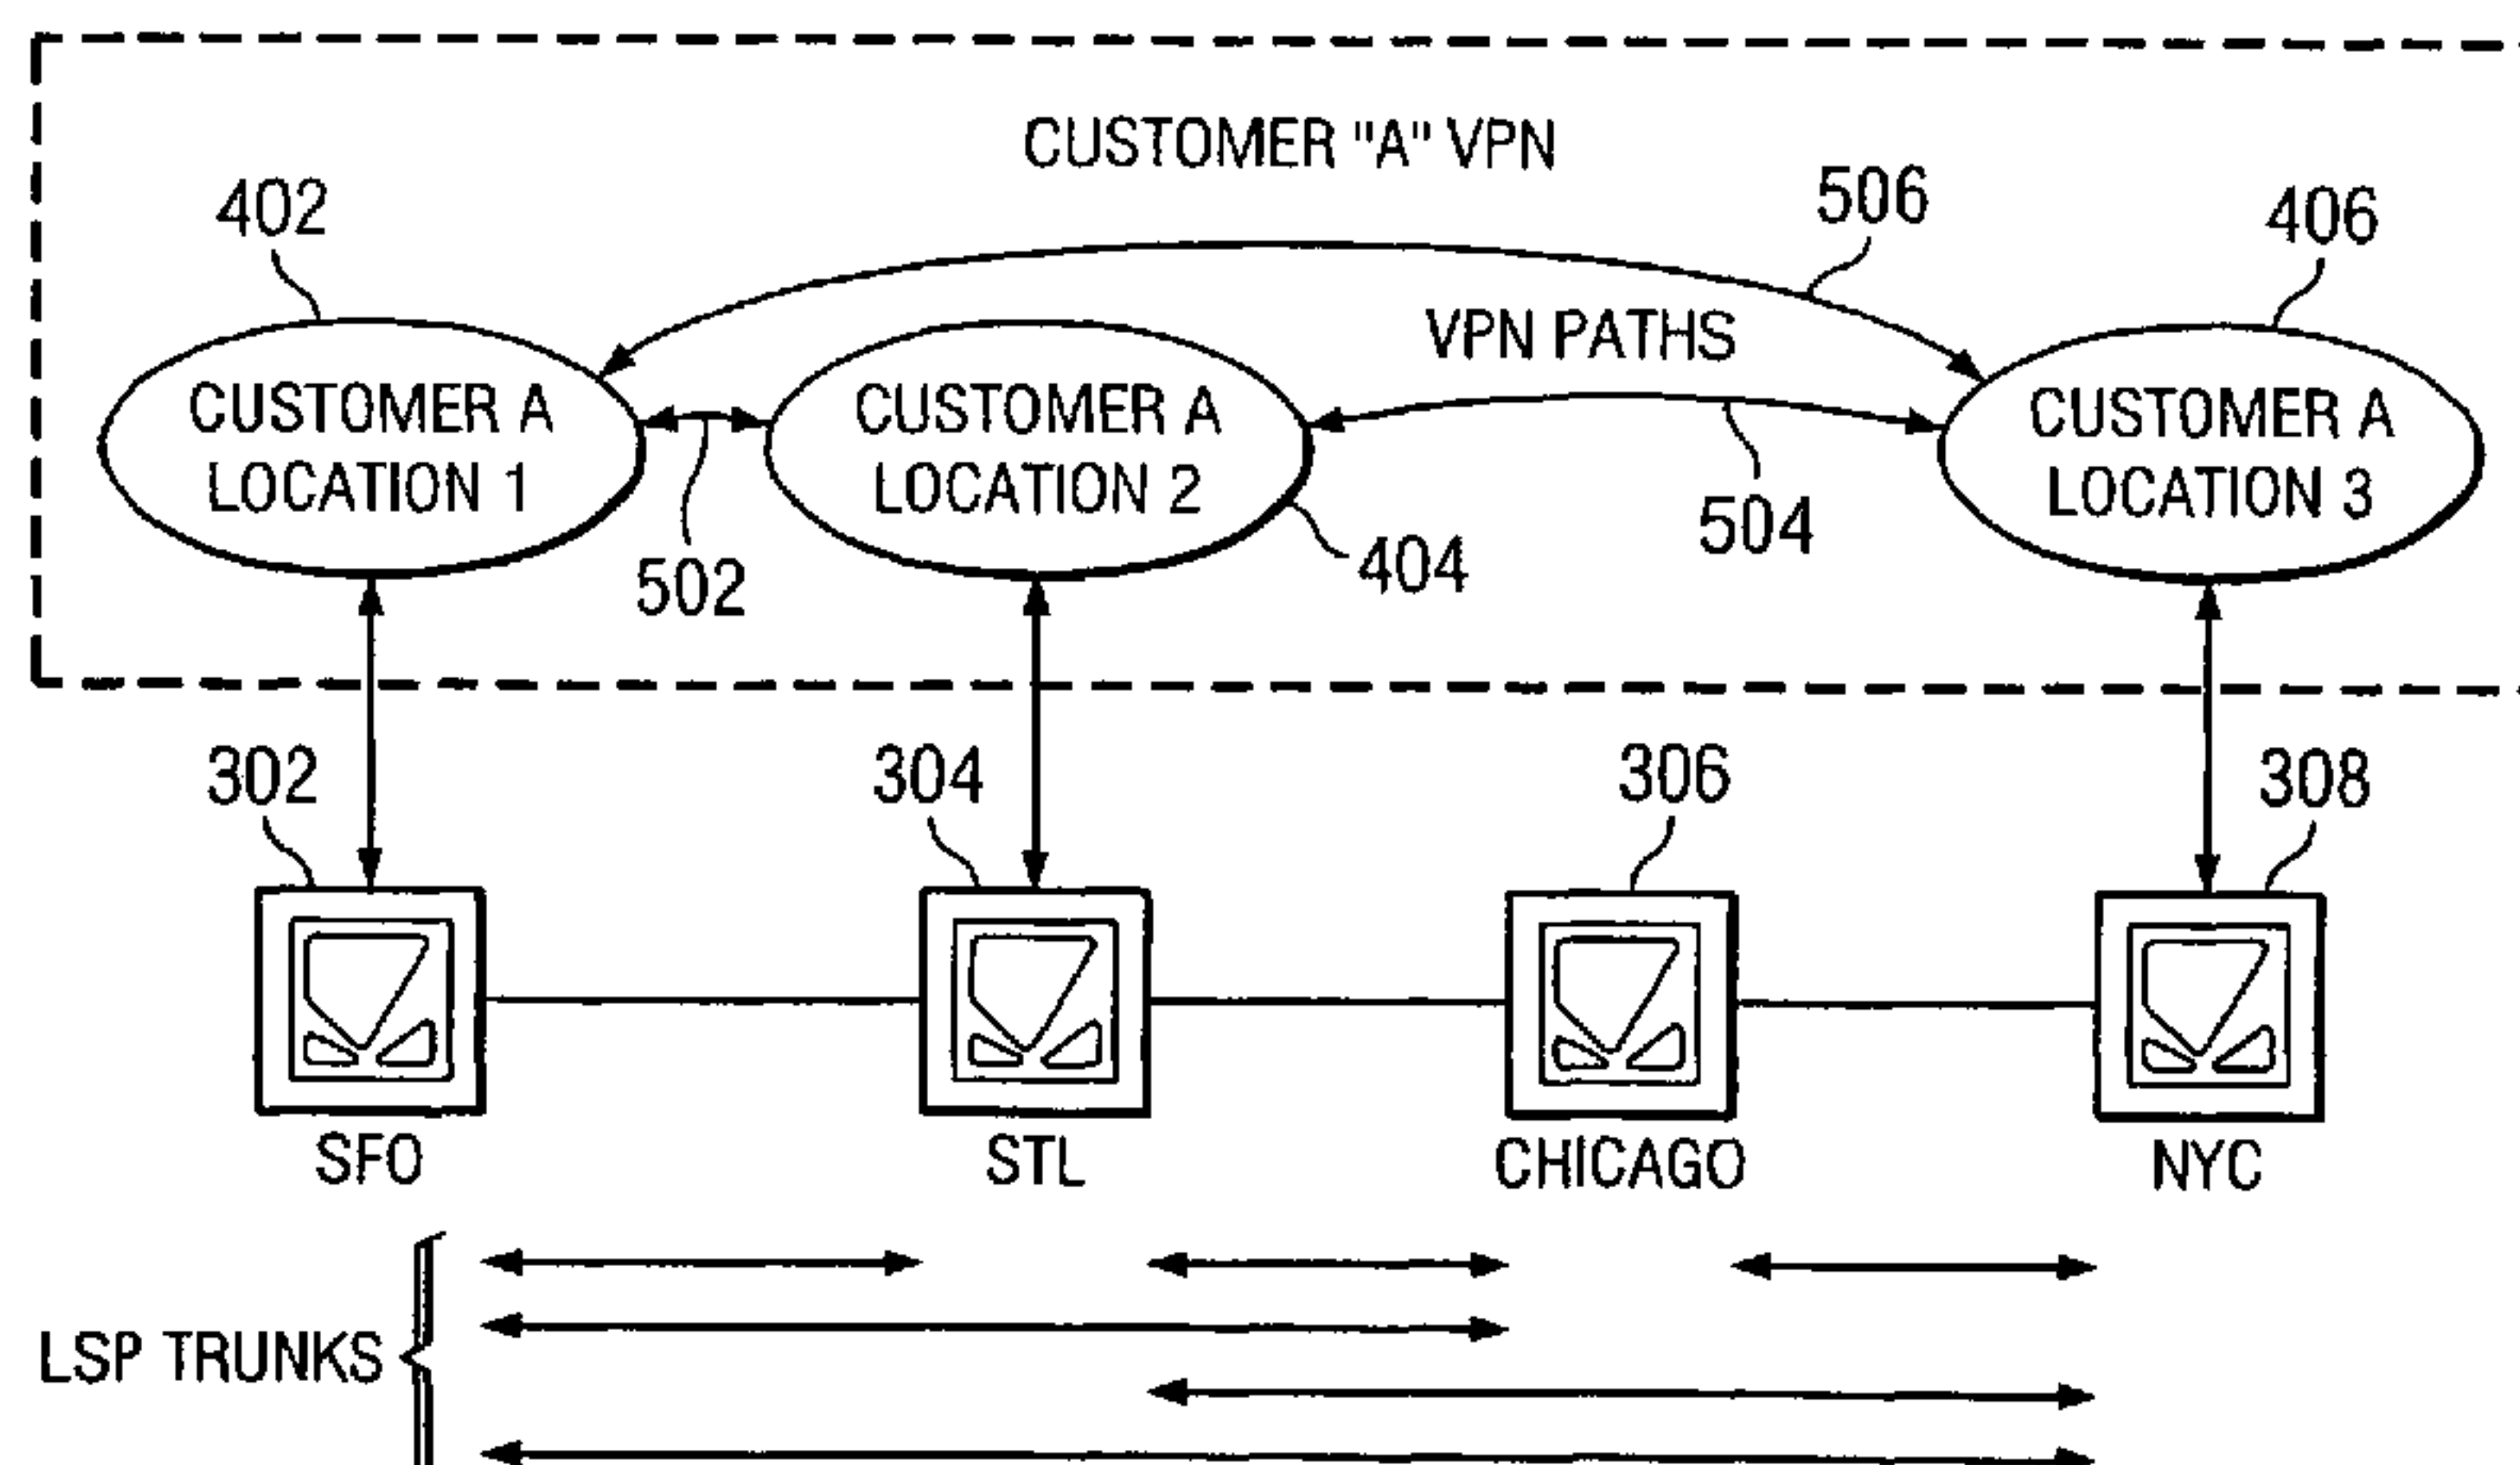 CUSTOMER "A" VPN
402
506
406
VPN PATHS
CUSTOMER A
LOCATION 1
CUSTOMER A
LOCATION 2
CUSTOMER A
LOCATION 3
502
404
504
302
304
306
308
SFO
STL
CHICAGO
NYC
LSP TRUNKS